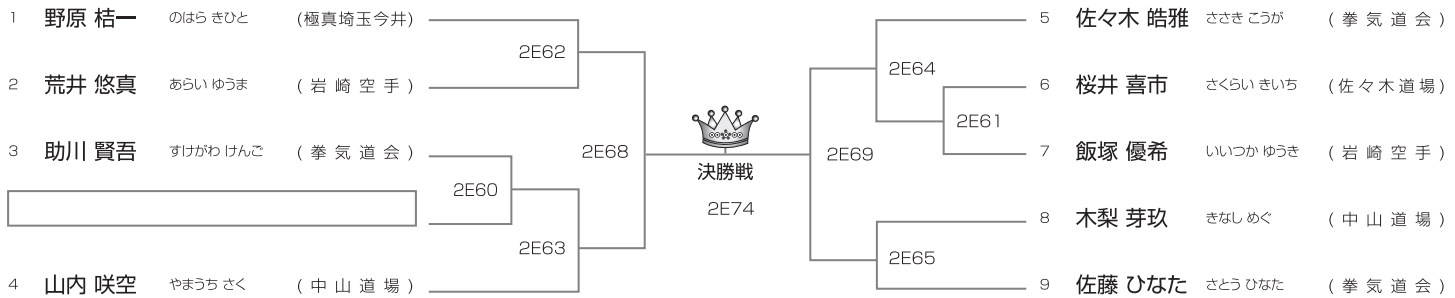 1 野原 桔一 のはら きひと (極真埼玉今井)
2E62
2 荒井 悠真 あらい ゆうま (岩崎空手)
2E68
3 助川 賢吾 すけがわ けんご (拳気道会)
2E60
2E63
4 山内 咲空 やまうち さく (中山道場)
決勝戦
2E74
5 佐々木 皓雅 ささき こうが (拳気道会)
2E64
6 桜井 喜市 さくらい きいち (佐々木道場)
2E61
7 飯塚 優希 いいつか ゆうき (岩崎空手)
2E69
8 木梨 芽玖 きなし めぐ (中山道場)
2E65
9 佐藤 ひなた さとう ひなた (拳気道会)